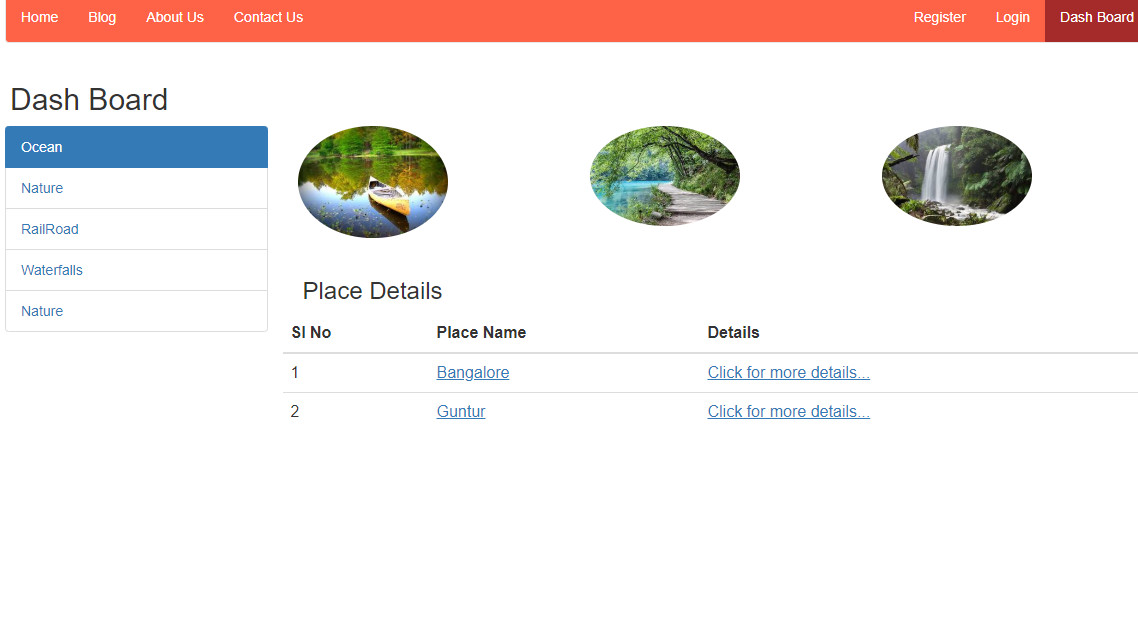 Home Blog About Us Contact Us Register Login Dash Board
Dash Board
Ocean
Nature
RailRoad
Waterfalls
Nature
Place Details
Sl No Place Name Details
1 Bangalore Click for more details...
2 Guntur Click for more details...